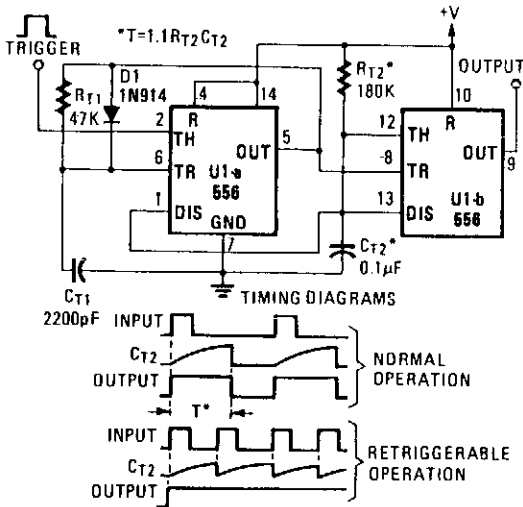 *T=1.1RT2CT2
+V
TRIGGER
D1
1N914
RT1
47K
4
14
R
2
TH
6
TR
OUT
5
U1-a
556
1
DIS
GND
7
RT2*
180K
OUTPUT
10
R
12
TH
8
TR
OUT
9
U1-b
556
13
DIS
CT1
2200pF
CT2*
0.1µF
TIMING DIAGRAMS
INPUT
CT2
OUTPUT
T*
NORMAL
OPERATION
INPUT
CT2
OUTPUT
RETRIGGERABLE
OPERATION